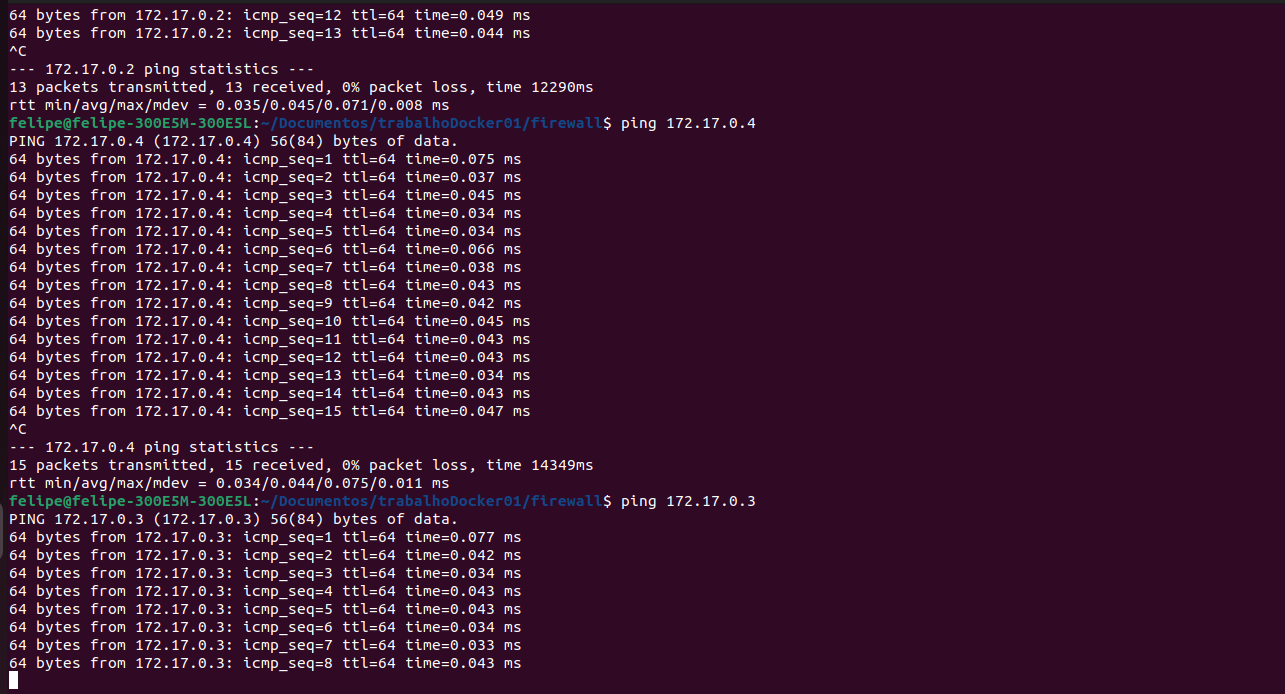 64 bytes from 172.17.0.2: icmp_seq=12 ttl=64 time=0.049 ms
64 bytes from 172.17.0.2: icmp_seq=13 ttl=64 time=0.044 ms
^C
--- 172.17.0.2 ping statistics ---
13 packets transmitted, 13 received, 0% packet loss, time 12290ms
rtt min/avg/max/mdev = 0.035/0.045/0.071/0.008 ms
felipe@felipe-300E5M-300E5L:~/Documentos/trabalhoDocker01/firewall$ ping 172.17.0.4
PING 172.17.0.4 (172.17.0.4) 56(84) bytes of data.
64 bytes from 172.17.0.4: icmp_seq=1 ttl=64 time=0.075 ms
64 bytes from 172.17.0.4: icmp_seq=2 ttl=64 time=0.037 ms
64 bytes from 172.17.0.4: icmp_seq=3 ttl=64 time=0.045 ms
64 bytes from 172.17.0.4: icmp_seq=4 ttl=64 time=0.034 ms
64 bytes from 172.17.0.4: icmp_seq=5 ttl=64 time=0.034 ms
64 bytes from 172.17.0.4: icmp_seq=6 ttl=64 time=0.066 ms
64 bytes from 172.17.0.4: icmp_seq=7 ttl=64 time=0.038 ms
64 bytes from 172.17.0.4: icmp_seq=8 ttl=64 time=0.043 ms
64 bytes from 172.17.0.4: icmp_seq=9 ttl=64 time=0.042 ms
64 bytes from 172.17.0.4: icmp_seq=10 ttl=64 time=0.045 ms
64 bytes from 172.17.0.4: icmp_seq=11 ttl=64 time=0.043 ms
64 bytes from 172.17.0.4: icmp_seq=12 ttl=64 time=0.043 ms
64 bytes from 172.17.0.4: icmp_seq=13 ttl=64 time=0.034 ms
64 bytes from 172.17.0.4: icmp_seq=14 ttl=64 time=0.043 ms
64 bytes from 172.17.0.4: icmp_seq=15 ttl=64 time=0.047 ms
^C
--- 172.17.0.4 ping statistics ---
15 packets transmitted, 15 received, 0% packet loss, time 14349ms
rtt min/avg/max/mdev = 0.034/0.044/0.075/0.011 ms
felipe@felipe-300E5M-300E5L:~/Documentos/trabalhoDocker01/firewall$ ping 172.17.0.3
PING 172.17.0.3 (172.17.0.3) 56(84) bytes of data.
64 bytes from 172.17.0.3: icmp_seq=1 ttl=64 time=0.077 ms
64 bytes from 172.17.0.3: icmp_seq=2 ttl=64 time=0.042 ms
64 bytes from 172.17.0.3: icmp_seq=3 ttl=64 time=0.034 ms
64 bytes from 172.17.0.3: icmp_seq=4 ttl=64 time=0.043 ms
64 bytes from 172.17.0.3: icmp_seq=5 ttl=64 time=0.043 ms
64 bytes from 172.17.0.3: icmp_seq=6 ttl=64 time=0.034 ms
64 bytes from 172.17.0.3: icmp_seq=7 ttl=64 time=0.033 ms
64 bytes from 172.17.0.3: icmp_seq=8 ttl=64 time=0.043 ms